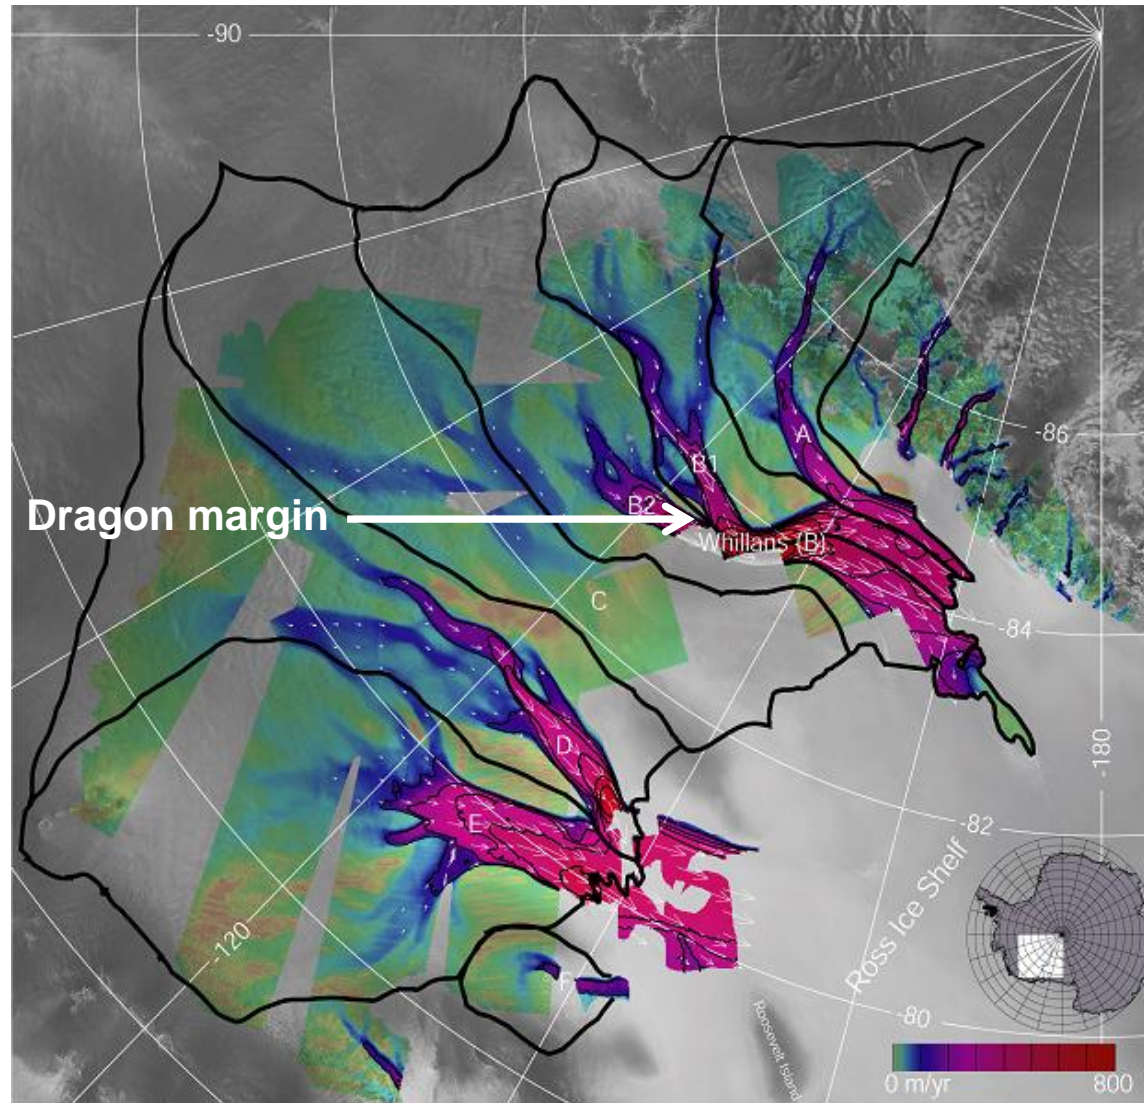 -90
A
-86
B1
B2
Dragon margin
Whillans (B)
C
-84
D
-180
E
-82
Ross Ice Shelf
-120
F
-80
Roosevelt Island
0 m/yr 800